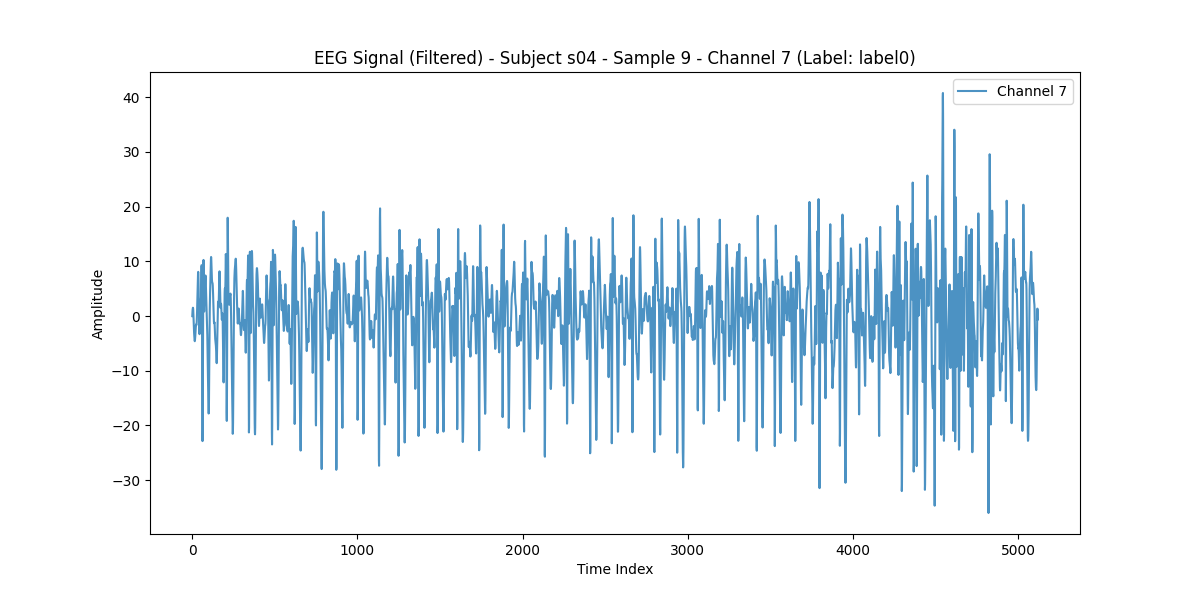 EEG Signal (Filtered) - Subject s04 - Sample 9 - Channel 7 (Label: label0)
Channel 7
40
30
20
10
0
−10
−20
−30
Amplitude
0 1000 2000 3000 4000 5000
Time Index